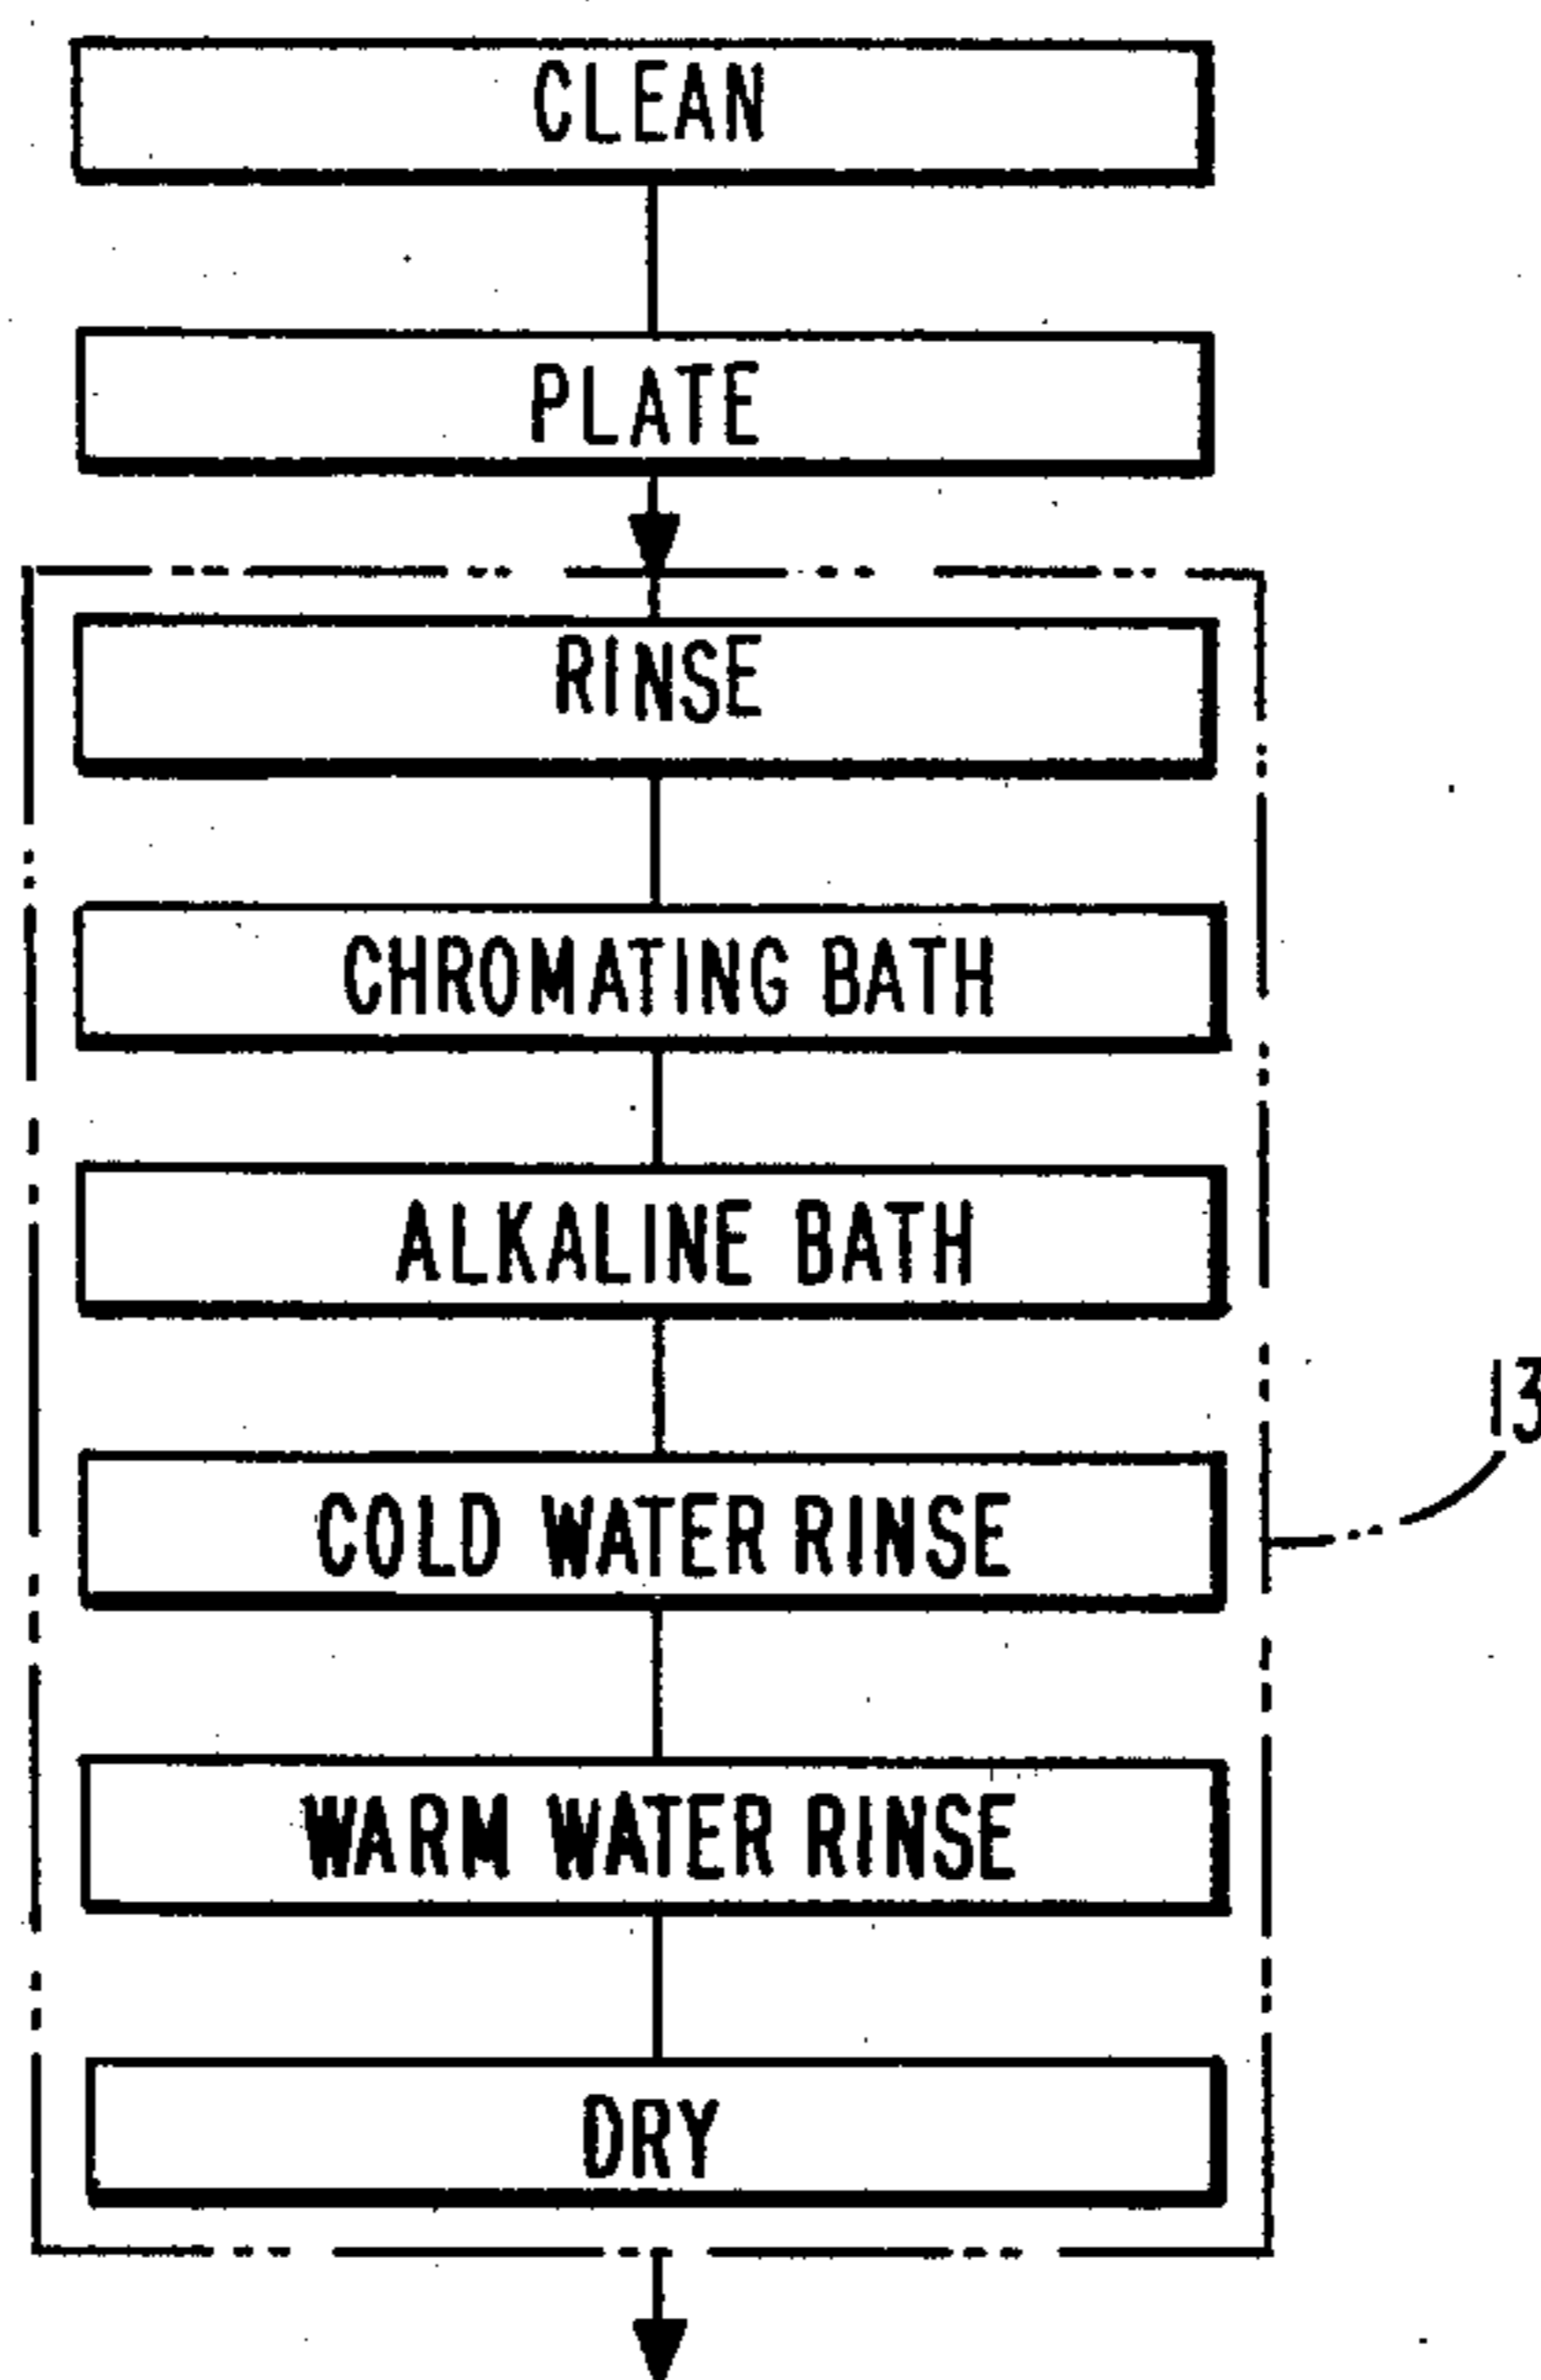 CLEAN
PLATE
RINSE
CHROMATING BATH
ALKALINE BATH
COLD WATER RINSE
13
WARM WATER RINSE
DRY